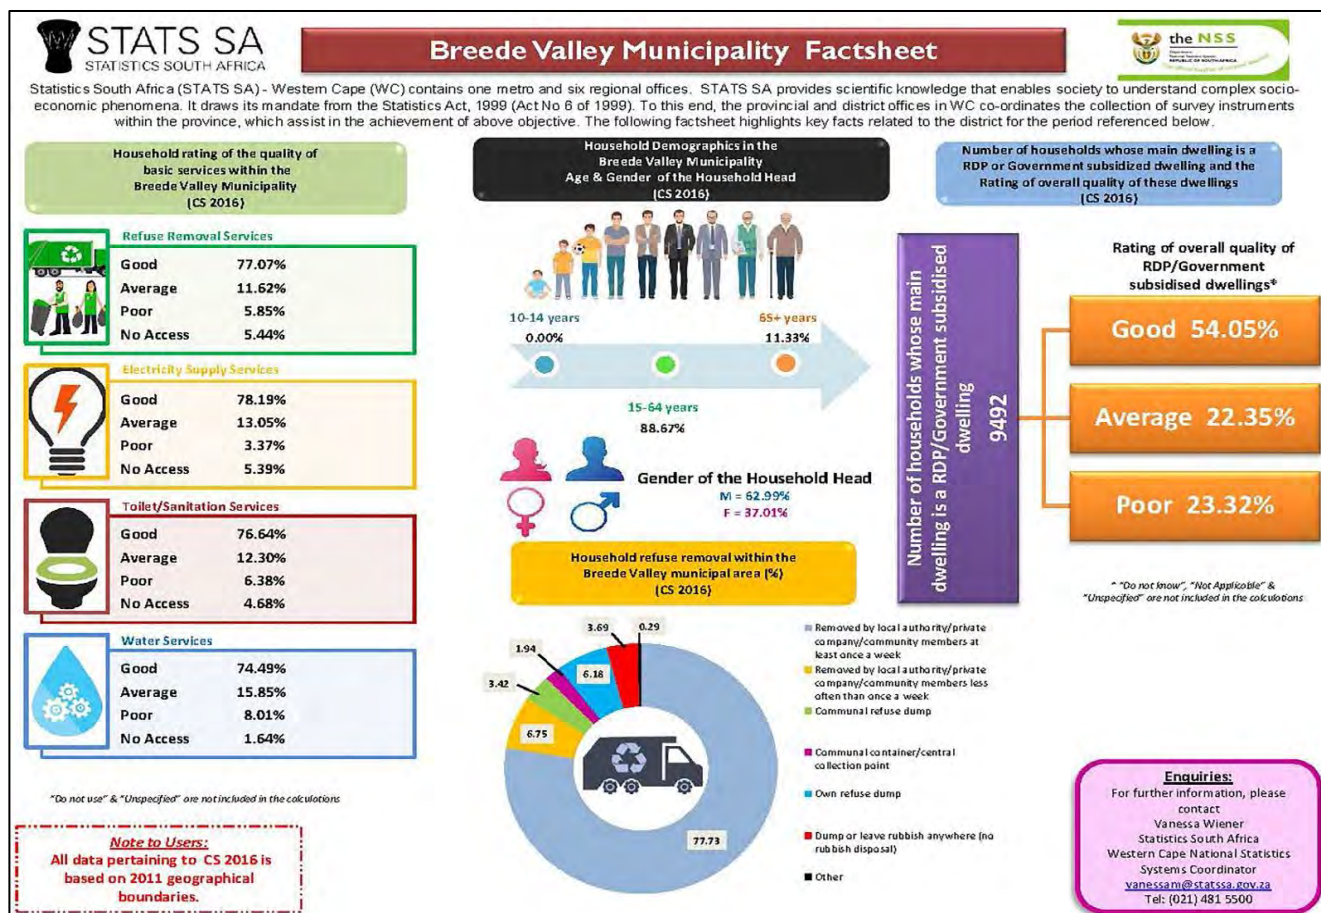 STATS SA
STATISTICS SOUTH AFRICA
Breede Valley Municipality Factsheet
the NSS
REPUBLIC OF SOUTH AFRICA
Statistics South Africa (STATS SA) - Western Cape (WC) contains one metro and six regional offices. STATS SA provides scientific knowledge that enables society to understand complex socio-
economic phenomena. It draws its mandate from the Statistics Act, 1999 (Act No 6 of 1999). To this end, the provincial and district offices in WC co-ordinates the collection of survey instruments
within the province, which assist in the achievement of above objective. The following factsheet highlights key facts related to the district for the period referenced below.
Household rating of the quality of
basic services within the
Breede Valley Municipality
(CS 2016)
Refuse Removal Services
Good 77.07%
Average 11.62%
Poor 5.85%
No Access 5.44%
Electricity Supply Services
Good 78.19%
Average 13.05%
Poor 3.37%
No Access 5.39%
Toilet/Sanitation Services
Good 76.64%
Average 12.30%
Poor 6.38%
No Access 4.68%
Water Services
Good 74.49%
Average 15.85%
Poor 8.01%
No Access 1.64%
"Do not use" & "Unspecified" are not included in the calculations
Note to Users:
All data pertaining to CS 2016 is
based on 2011 geographical
boundaries.
Household Demographics in the
Breede Valley Municipality
Age & Gender of the Household Head
(CS 2016)
10-14 years
0.00%
65+ years
11.33%
15-64 years
88.67%
Gender of the Household Head
M = 62.99%
F = 37.01%
Household refuse removal within the
Breede Valley municipal area (%)
(CS 2016)
3.69
0.29
1.94
6.18
3.42
6.75
77.73
Removed by local authority/private
company/community members at
least once a week
Removed by local authority/private
company/community members less
often than once a week
Communal refuse dump
Communal container/central
collection point
Own refuse dump
Dump or leave rubbish anywhere (no
rubbish disposal)
Other
Number of households whose main dwelling is a
RDP or Government subsidized dwelling and the
Rating of overall quality of these dwellings
(CS 2016)
Number of households whose main
dwelling is a RDP/Government subsidised
dwelling
9492
Rating of overall quality of
RDP/Government
subsidised dwellings*
Good 54.05%
Average 22.35%
Poor 23.32%
* "Do not know", "Not Applicable" &
"Unspecified" are not included in the calculations
Enquiries:
For further information, please
contact
Vanessa Wiener
Statistics South Africa
Western Cape National Statistics
Systems Coordinator
vanessam@statssa.gov.za
Tel: (021) 481 5500